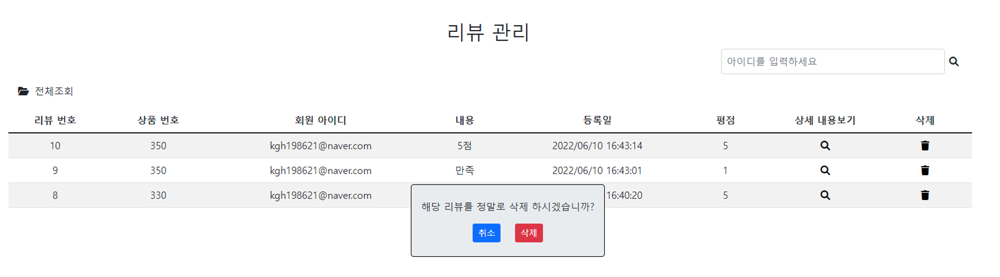 리뷰 관리
아이디를 입력하세요
전체조회
리뷰 번호 상품 번호 회원 아이디 내용 등록일 평점 상세 내용보기 삭제
10 350 kgh198621@naver.com 5점 2022/06/10 16:43:14 5
9 350 kgh198621@naver.com 만족 2022/06/10 16:43:01 1
8 330 kgh198621@naver.com 16:40:20 5
해당 리뷰를 정말로 삭제 하시겠습니까?
취소 삭제